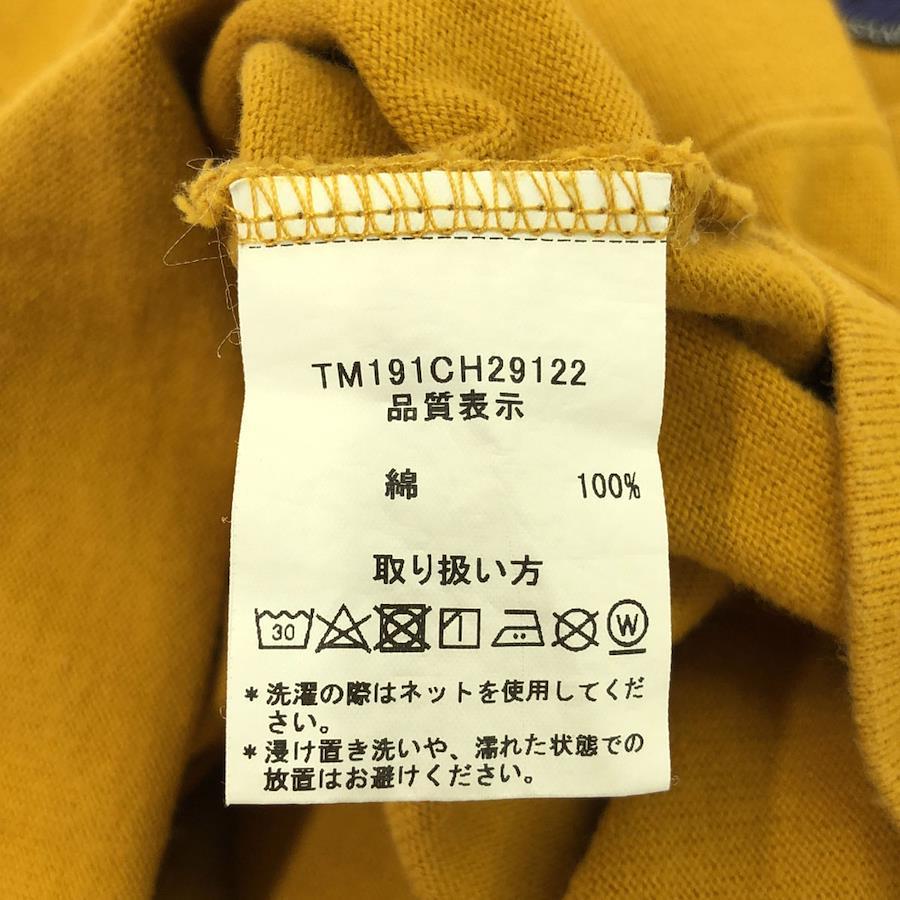 TM191CH29122
品質表示
綿 100%
取り扱い方
30 W
*洗濯の際はネットを使用してくだ
さい。
*浸け置き洗いや、濡れた状態での
放置はお避けください。